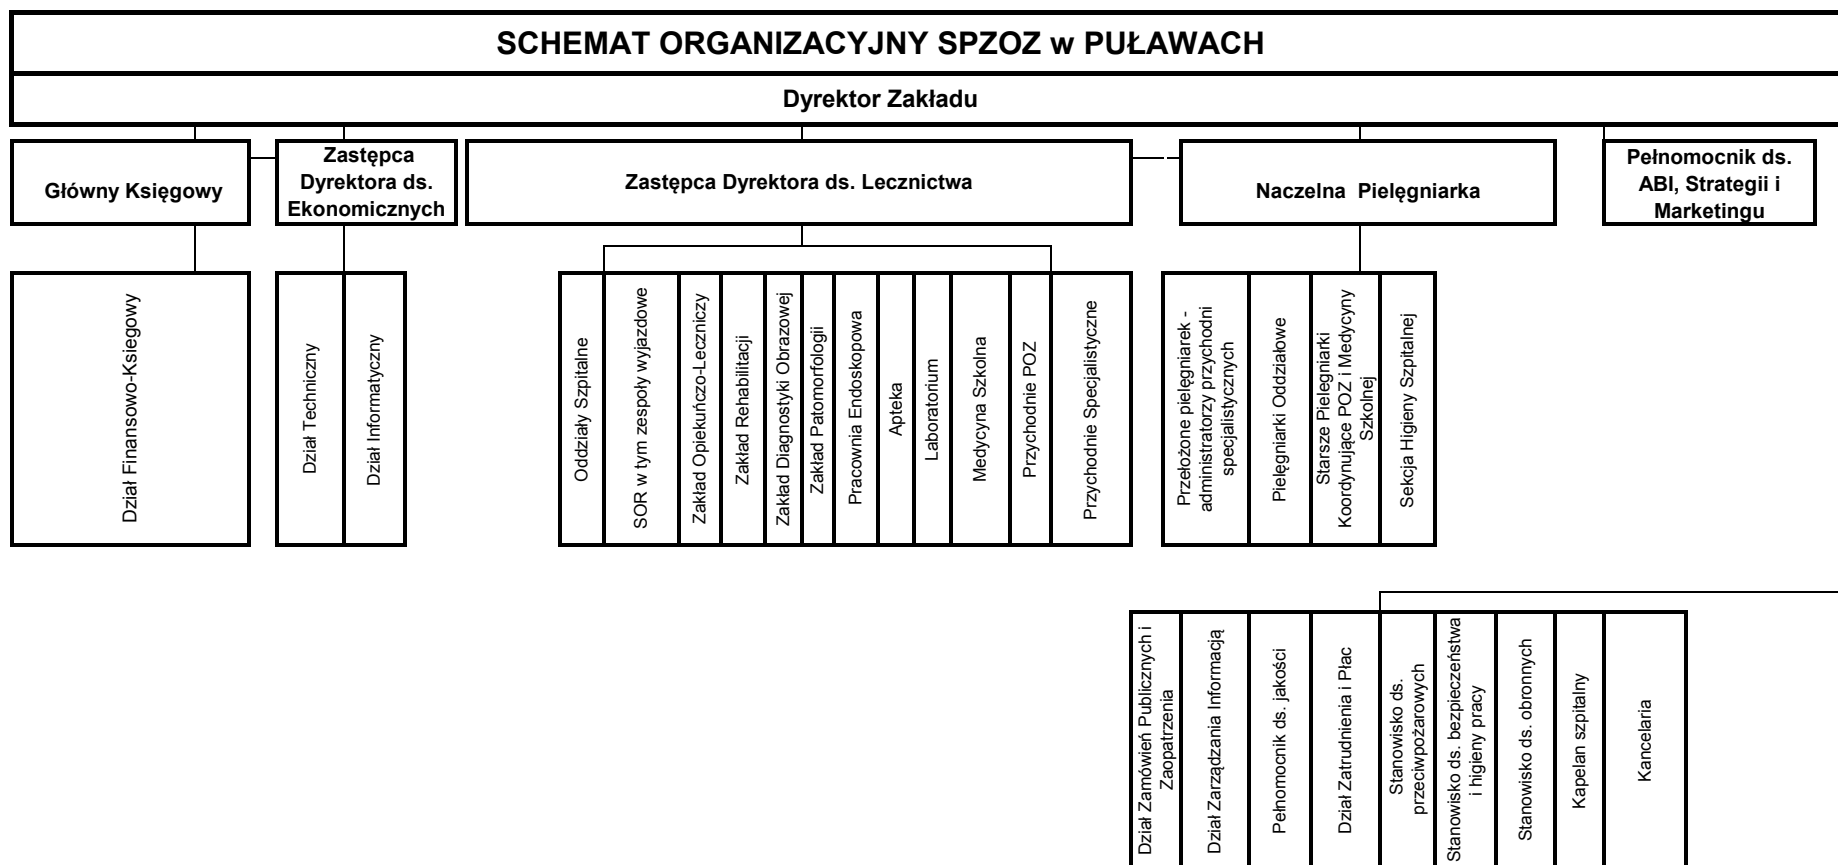 SCHEMAT ORGANIZACYJNY SPZOZ w PUŁAWACH
Dyrektor Zakładu
Główny Księgowy
Zastępca
Dyrektora ds.
Ekonomicznych
Zastępca Dyrektora ds. Lecznictwa
Naczelna Pielęgniarka
Pełnomocnik ds.
ABI, Strategii i
Marketingu
Dział Finansowo-Księgowy
Dział Techniczny
Dział Informatyczny
Oddziały Szpitalne
SOR w tym zespoły wyjazdowe
Zakład Opiekuńczo-Leczniczy
Zakład Rehabilitacji
Zakład Diagnostyki Obrazowej
Zakład Patomorfologii
Pracownia Endoskopowa
Apteka
Laboratorium
Medycyna Szkolna
Przychodnie POZ
Przychodnie Specjalistyczne
Przełożone pielęgniarek -
administratorzy przychodni
specjalistycznych
Pielęgniarki Oddziałowe
Starsze Pielegniarki
Koordynujące POZ i Medycyny
Szkolnej
Sekcja Higieny Szpitalnej
Dział Zamówień Publicznych i
Zaopatrzenia
Dział Zarządzania Informacją
Pełnomocnik ds. jakości
Dział Zatrudnienia i Płac
Stanowisko ds.
przeciwpożarowych
Stanowisko ds. bezpieczeństwa
i higieny pracy
Stanowisko ds. obronnych
Kapelan szpitalny
Kancelaria